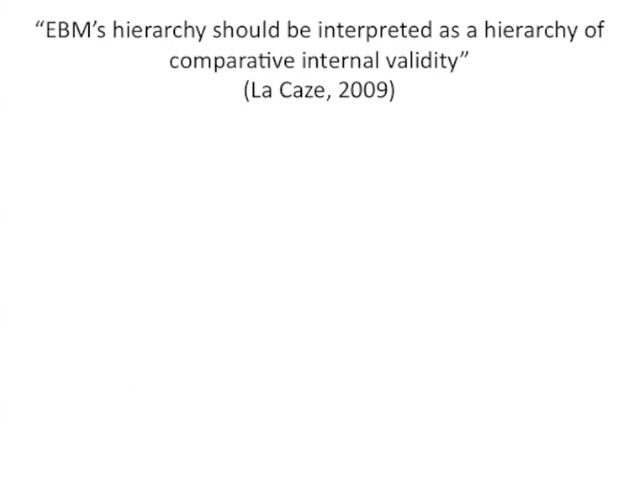 “EBM’s hierarchy should be interpreted as a hierarchy of
comparative internal validity”
(La Caze, 2009)